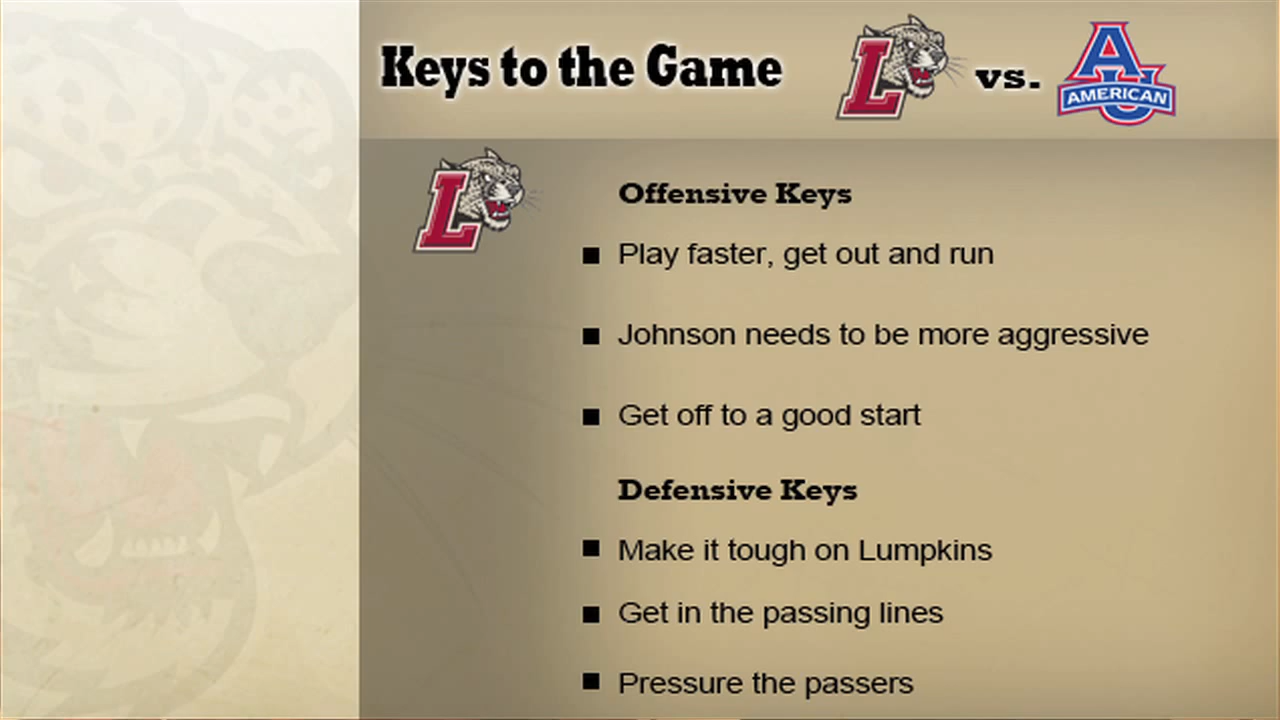 Keys to the Game L vs. AU AMERICAN
L
Offensive Keys
Play faster, get out and run
Johnson needs to be more aggressive
Get off to a good start
Defensive Keys
Make it tough on Lumpkins
Get in the passing lines
Pressure the passers